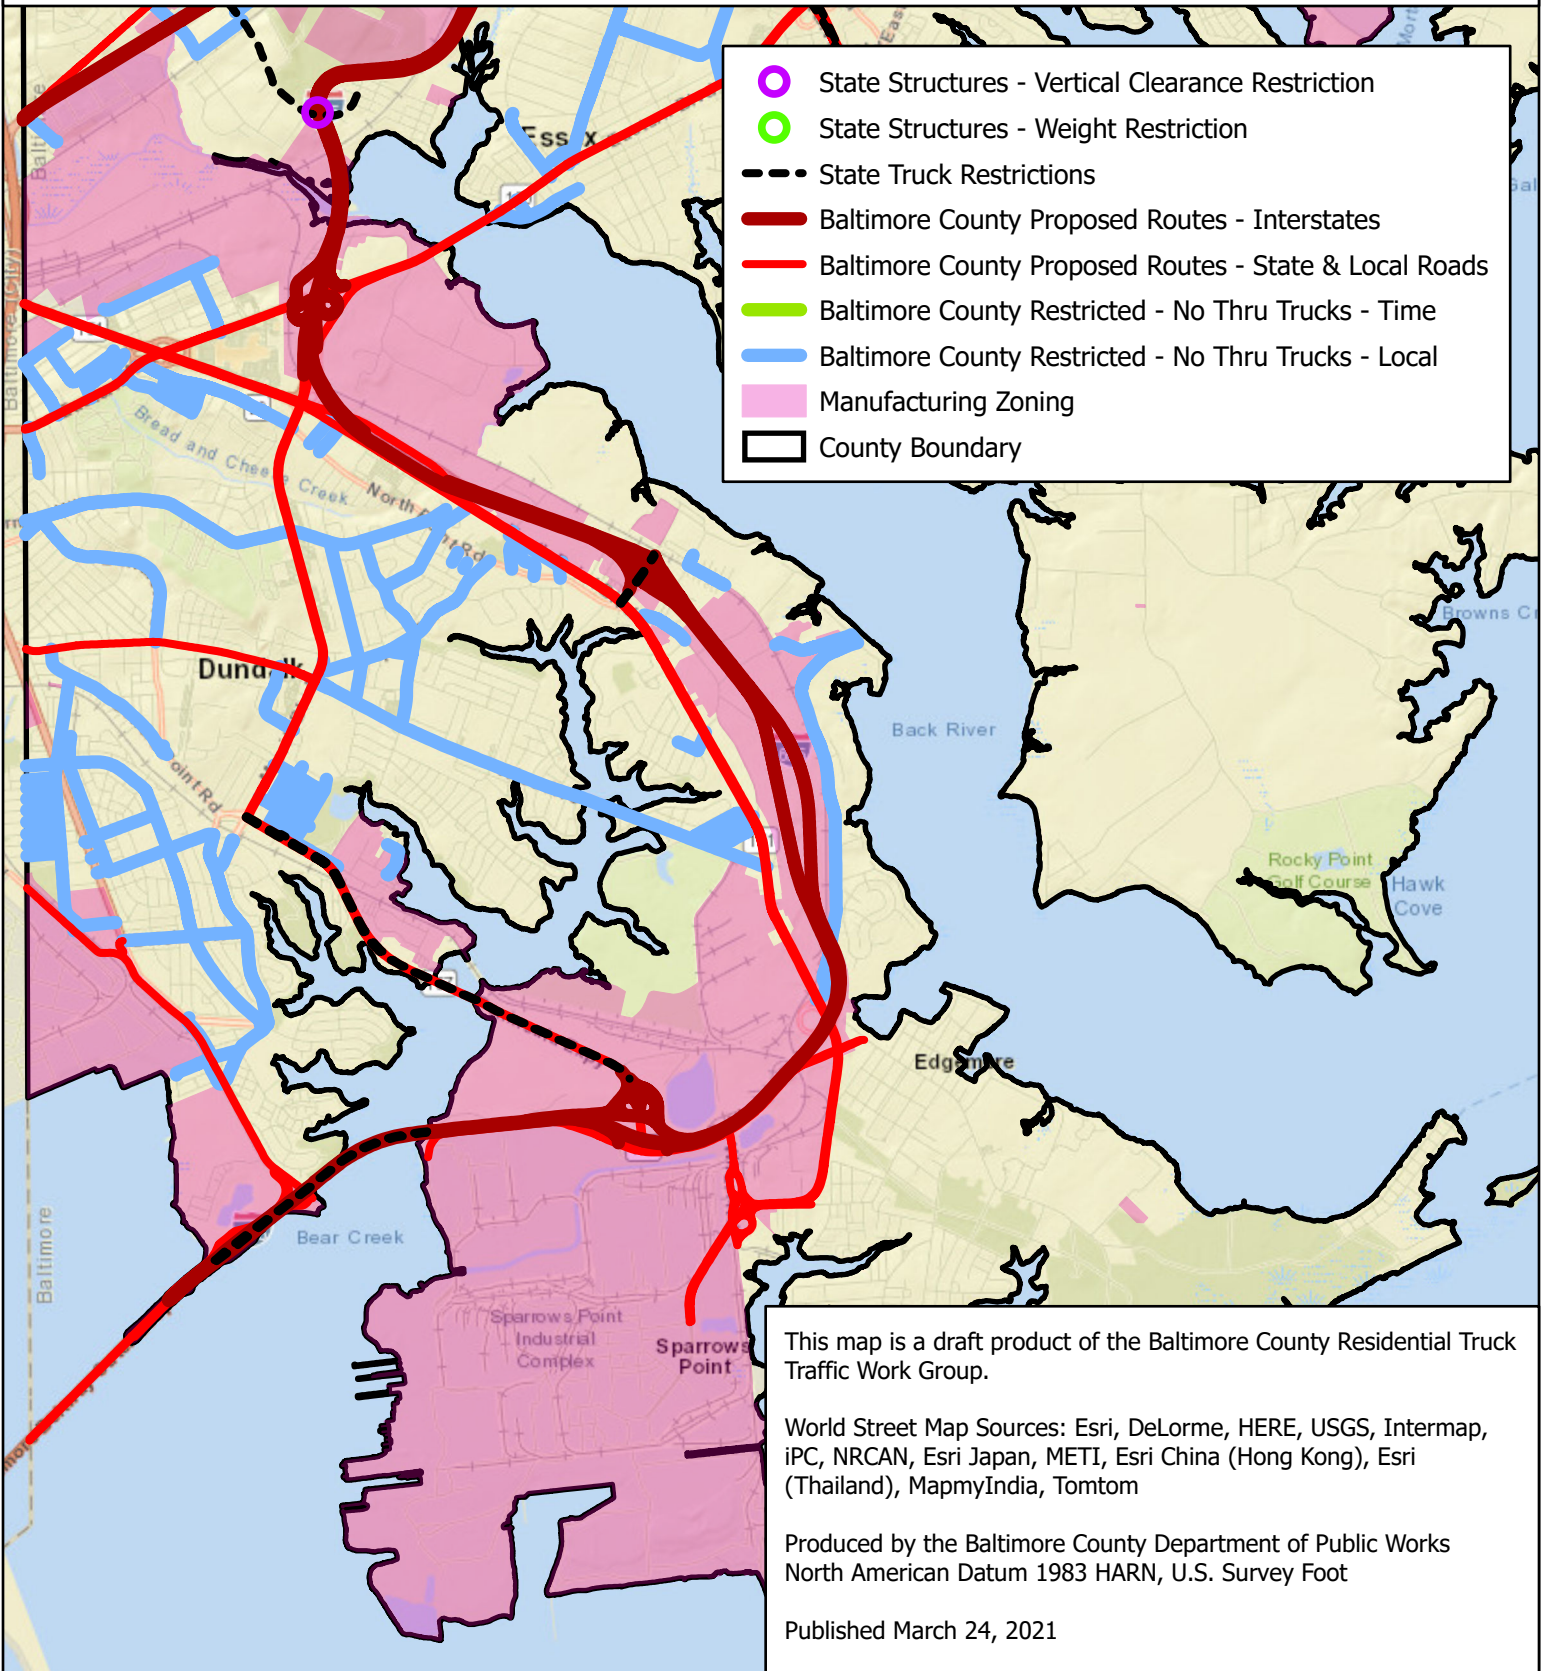 State Structures - Vertical Clearance Restriction
State Structures - Weight Restriction
State Truck Restrictions
Baltimore County Proposed Routes - Interstates
Baltimore County Proposed Routes - State & Local Roads
Baltimore County Restricted - No Thru Trucks - Time
Baltimore County Restricted - No Thru Trucks - Local
Manufacturing Zoning
County Boundary
Essex
Bread and Cheese Creek
Dundalk
Back River
Rocky Point
Golf Course
Hawk
Cove
Edgemere
Bear Creek
Baltimore
Sparrows Point
Industrial
Complex
Sparrows
Point
This map is a draft product of the Baltimore County Residential Truck
Traffic Work Group.
World Street Map Sources: Esri, DeLorme, HERE, USGS, Intermap,
iPC, NRCAN, Esri Japan, METI, Esri China (Hong Kong), Esri
(Thailand), MapmyIndia, Tomtom
Produced by the Baltimore County Department of Public Works
North American Datum 1983 HARN, U.S. Survey Foot
Published March 24, 2021